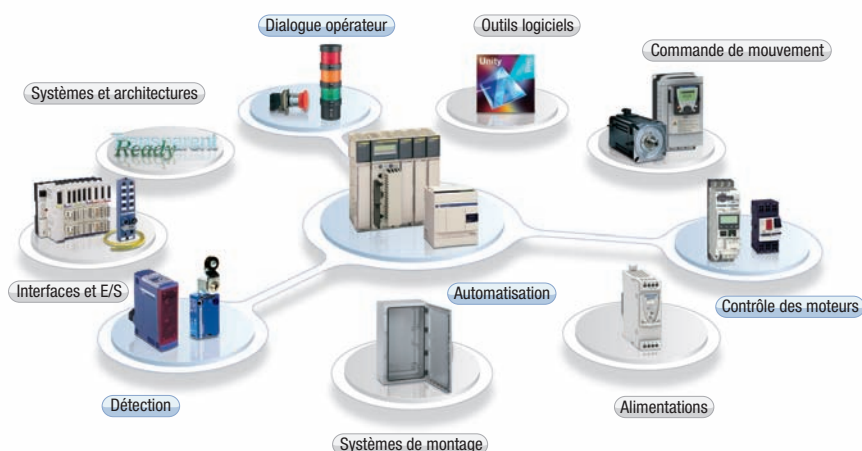 Dialogue opérateur
Outils logiciels
Commande de mouvement
Systèmes et architectures
Unity
Transparent
Ready
Interfaces et E/S
Automatisation
Contrôle des moteurs
Détection
Alimentations
Systèmes de montage